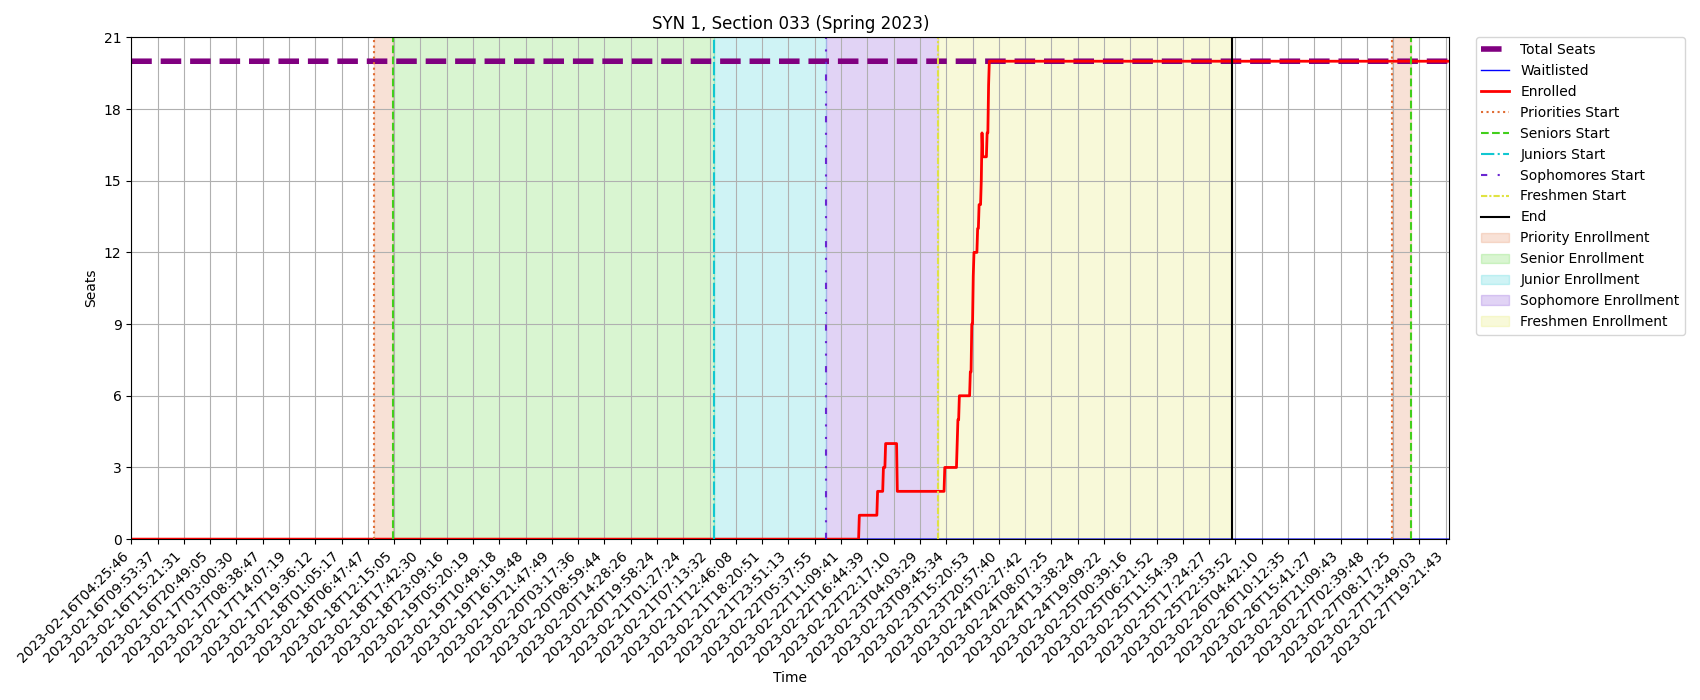 SYN 1, Section 033 (Spring 2023)
21
18
15
12
9
6
3
0
Seats
2023-02-16T04:25:46
2023-02-16T09:53:37
2023-02-16T15:21:31
2023-02-16T20:49:05
2023-02-17T03:00:30
2023-02-17T08:38:47
2023-02-17T14:07:19
2023-02-17T19:36:12
2023-02-18T01:05:17
2023-02-18T06:47:47
2023-02-18T12:15:05
2023-02-18T17:42:30
2023-02-18T23:09:16
2023-02-19T05:20:19
2023-02-19T10:49:18
2023-02-19T16:19:48
2023-02-19T21:47:49
2023-02-20T03:17:36
2023-02-20T08:59:44
2023-02-20T14:28:26
2023-02-20T19:58:24
2023-02-21T01:27:24
2023-02-21T07:13:32
2023-02-21T12:46:08
2023-02-21T18:20:51
2023-02-21T23:51:13
2023-02-22T05:37:55
2023-02-22T11:09:41
2023-02-22T16:44:39
2023-02-22T22:17:10
2023-02-23T04:03:29
2023-02-23T09:45:34
2023-02-23T15:20:53
2023-02-23T20:57:40
2023-02-24T02:27:42
2023-02-24T08:07:25
2023-02-24T13:38:24
2023-02-24T19:09:22
2023-02-25T00:39:16
2023-02-25T06:21:52
2023-02-25T11:54:39
2023-02-25T17:24:27
2023-02-25T22:53:52
2023-02-26T04:42:10
2023-02-26T10:12:35
2023-02-26T15:41:27
2023-02-26T21:09:43
2023-02-27T02:39:48
2023-02-27T08:17:25
2023-02-27T13:49:03
2023-02-27T19:21:43
Time
Total Seats
Waitlisted
Enrolled
Priorities Start
Seniors Start
Juniors Start
Sophomores Start
Freshmen Start
End
Priority Enrollment
Senior Enrollment
Junior Enrollment
Sophomore Enrollment
Freshmen Enrollment